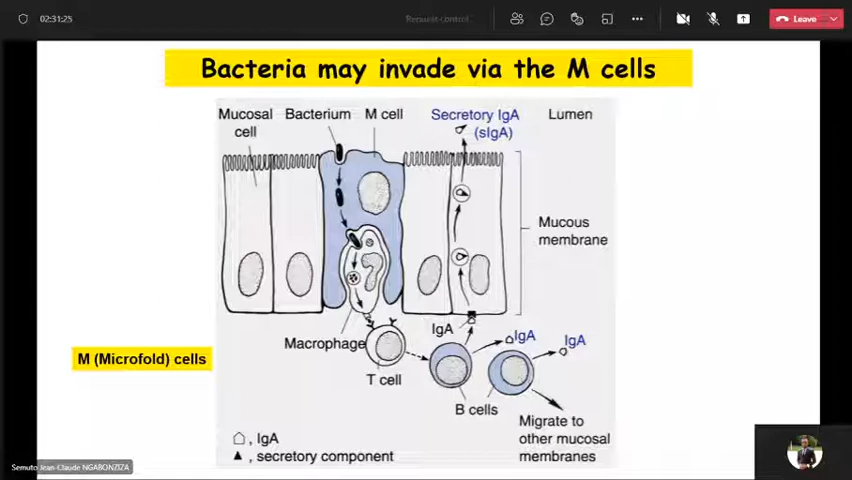 02:31:25
Request control
Leave
Bacteria may invade via the M cells
Mucosal
cell
Bacterium
M cell
Secretory IgA
(sIgA)
Lumen
Mucous
membrane
Macrophage
IgA
IgA
IgA
T cell
M (Microfold) cells
B cells
Migrate to
other mucosal
membranes
, IgA
, secretory component
Semuto Jean-Claude NGABONZIZA